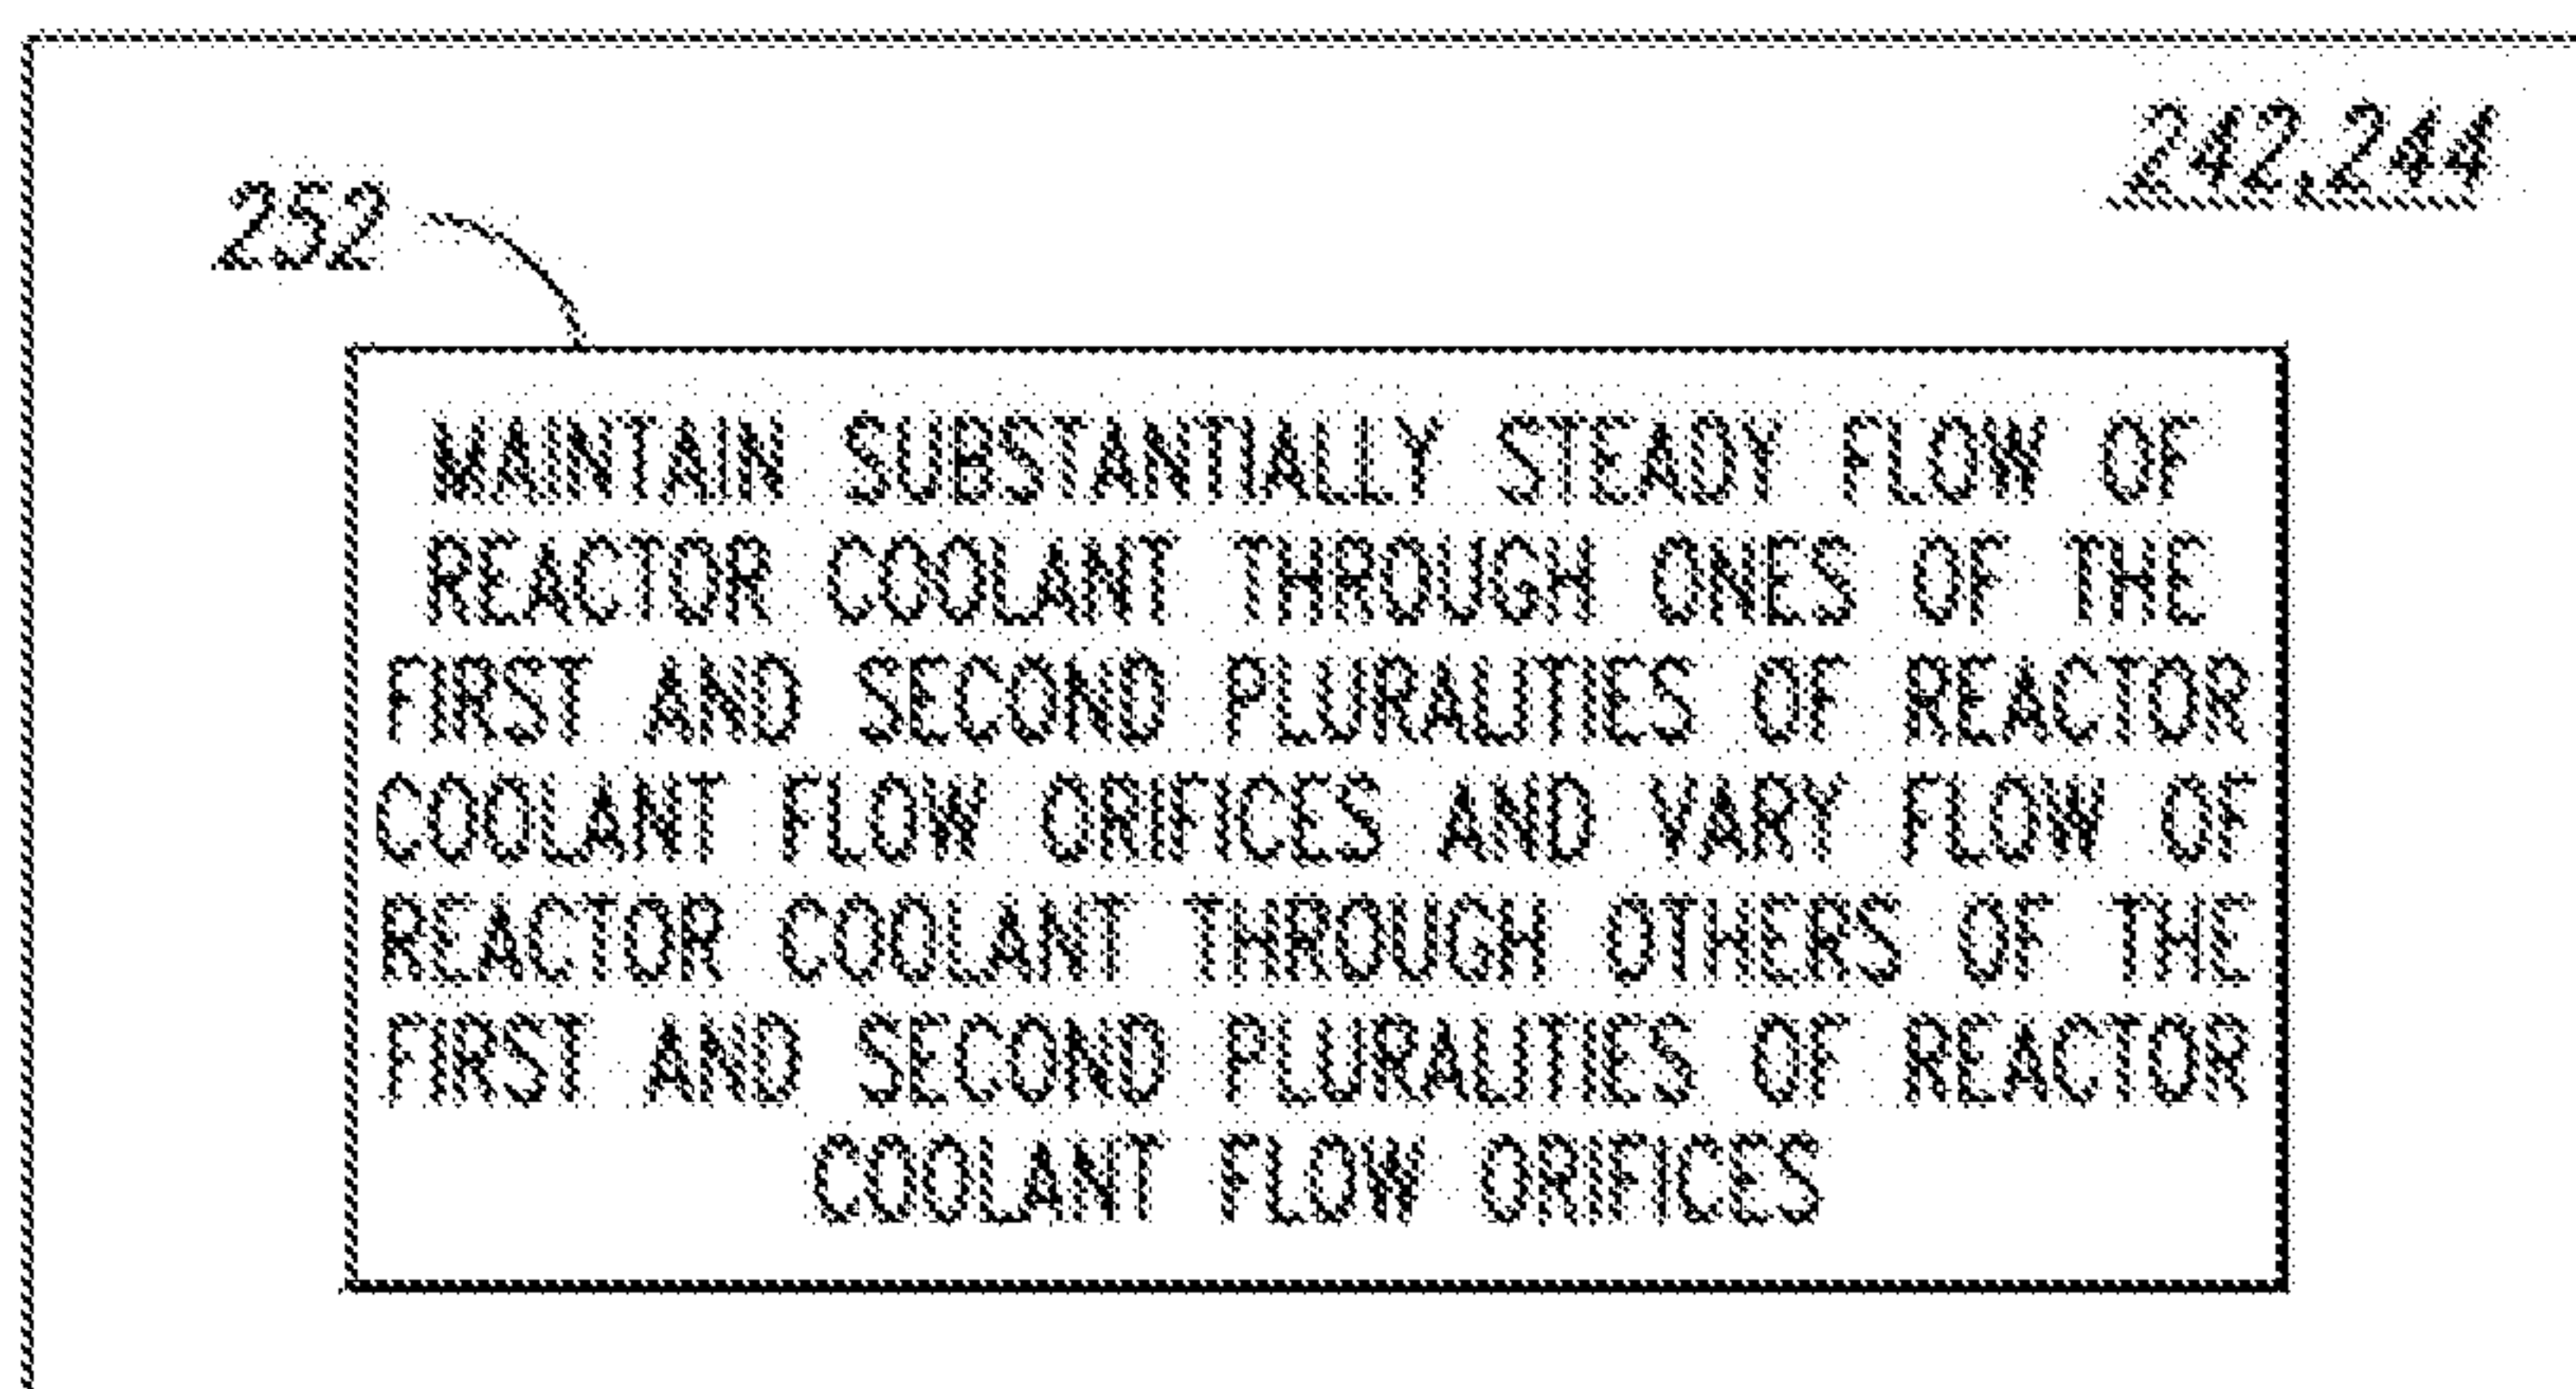 242,244
252
MAINTAIN SUBSTANTIALLY STEADY FLOW OF
REACTOR COOLANT THROUGH ONES OF THE
FIRST AND SECOND PLURALITIES OF REACTOR
COOLANT FLOW ORIFICES AND VARY FLOW OF
REACTOR COOLANT THROUGH OTHERS OF THE
FIRST AND SECOND PLURALITIES OF REACTOR
COOLANT FLOW ORIFICES